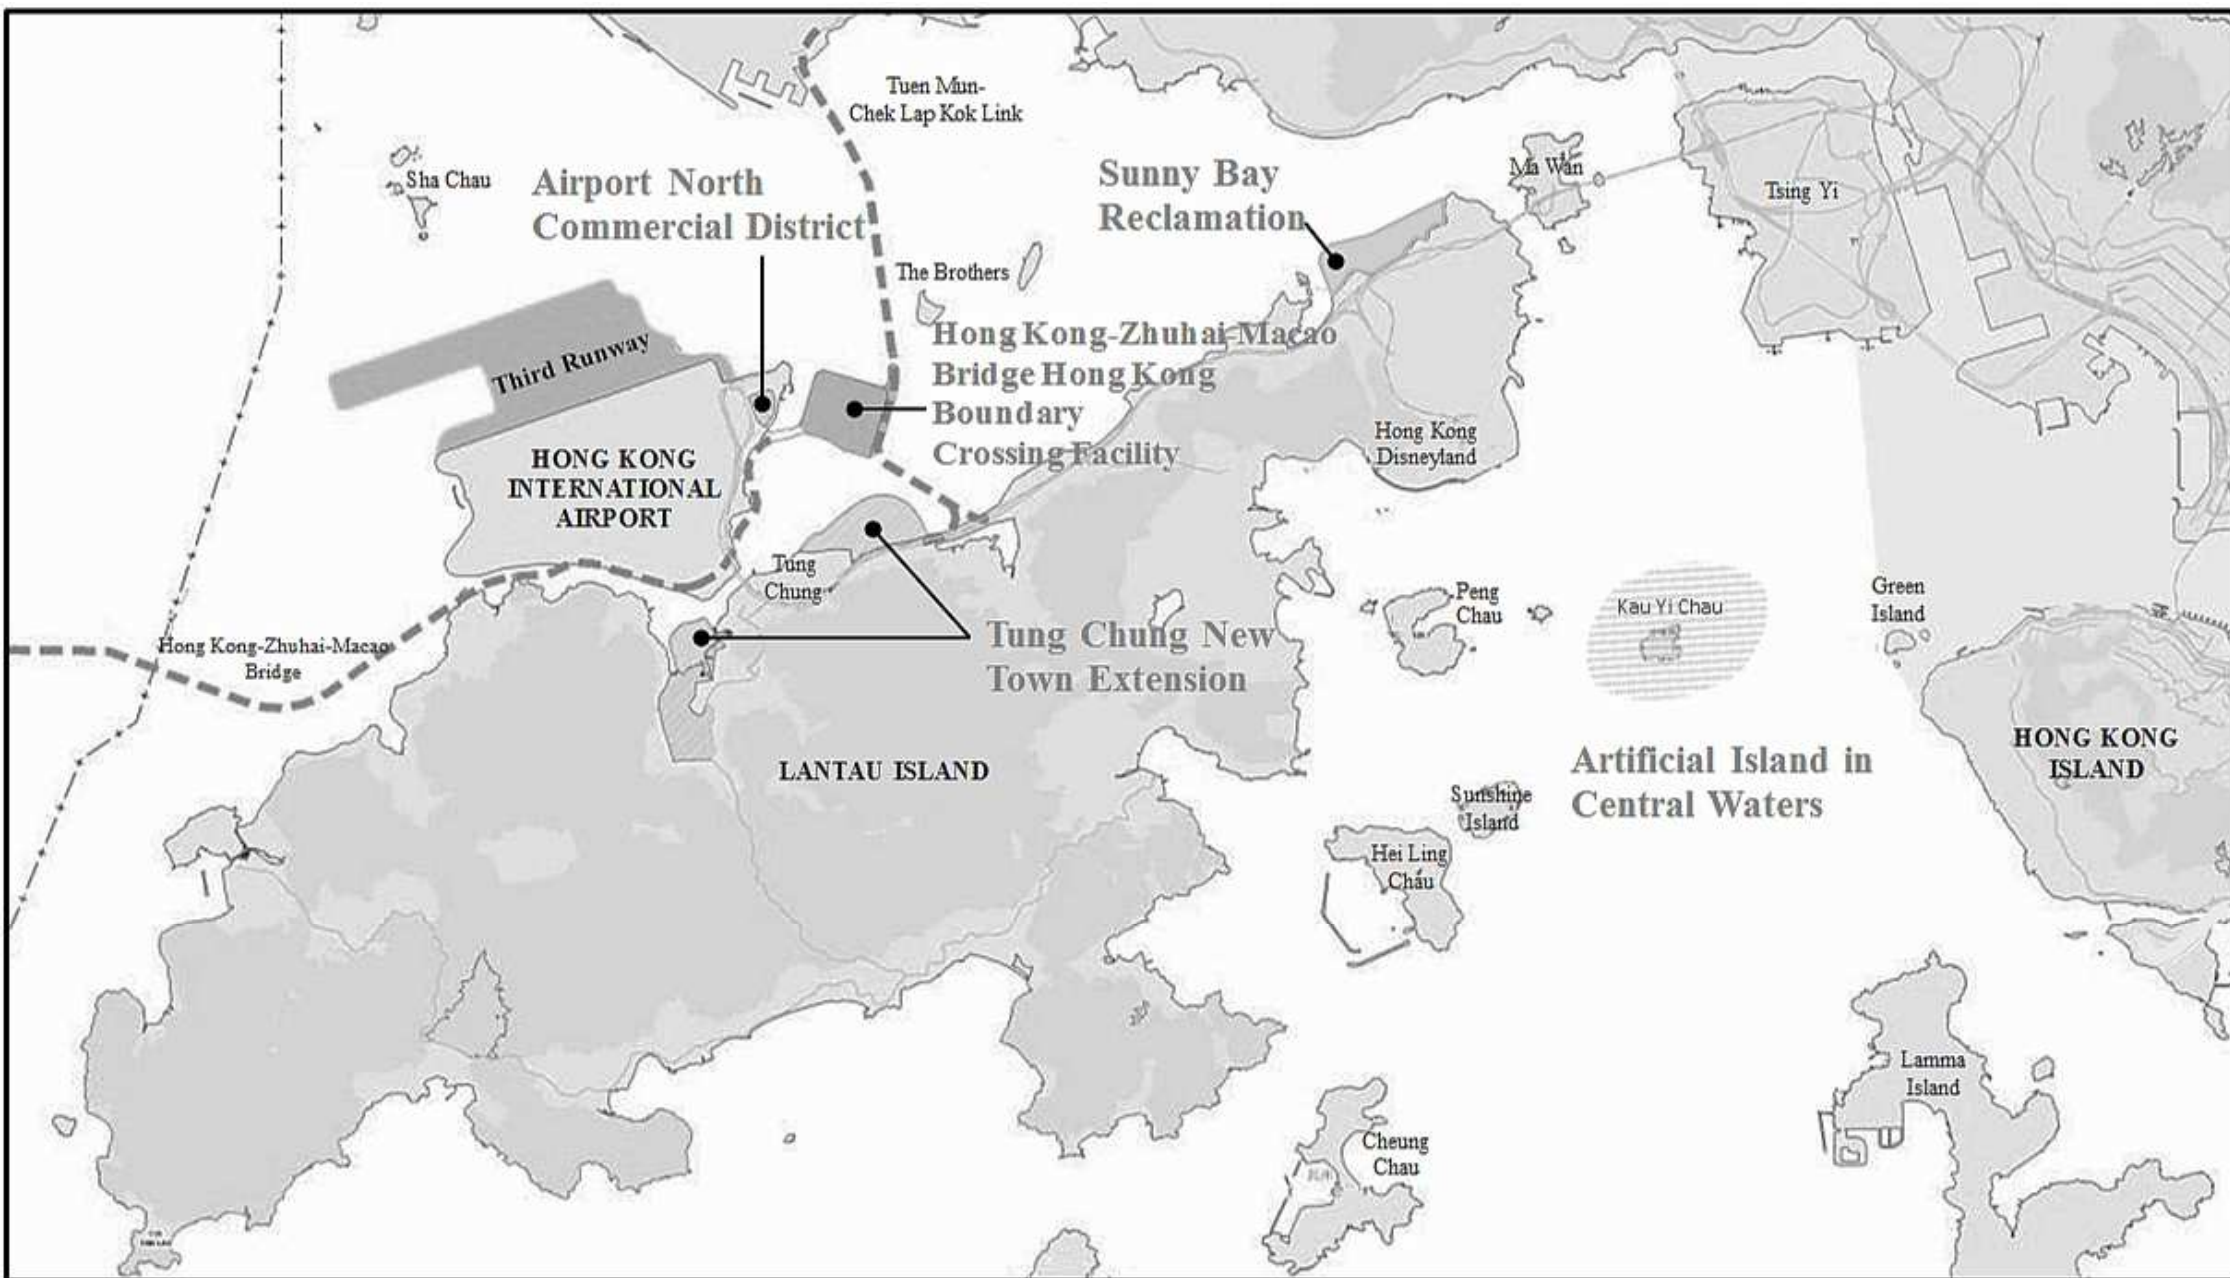 Tuen Mun-
Chek Lap Kok Link
Sha Chau
Airport North
Commercial District
Sunny Bay
Reclamation
Ma Wan
Tsing Yi
The Brothers
Hong Kong-Zhuhai-Macao
Bridge Hong Kong
Boundary
Crossing Facility
Third Runway
HONG KONG
INTERNATIONAL
AIRPORT
Hong Kong
Disneyland
Tung
Chung
Peng
Chau
Kau Yi Chau
Green
Island
Hong Kong-Zhuhai-Macao
Bridge
Tung Chung New
Town Extension
LANTAU ISLAND
HONG KONG
ISLAND
Artificial Island in
Central Waters
Sunshine
Island
Hei Ling
Chau
Lamma
Island
Cheung
Chau